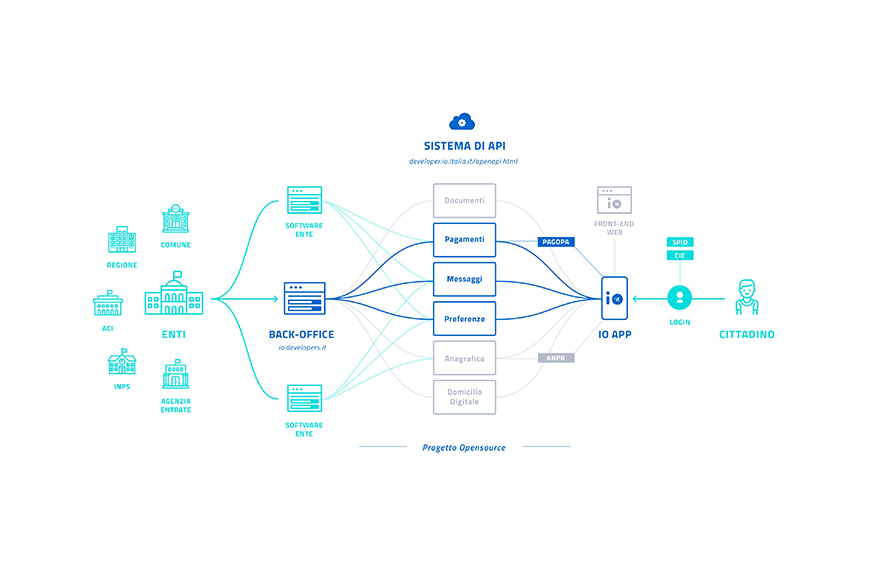 SISTEMA DI API
developer.io.italia.it/openapi.html
REGIONE
COMUNE
ACI
ENTI
INPS
AGENZIA
ENTRATE
SOFTWARE
ENTE
BACK-OFFICE
io.developers.it
SOFTWARE
ENTE
Documenti
Pagamenti
Messaggi
Preferenze
Anagrafica
Domicilio
Digitale
PAGOPA
ANPR
io
FRONT-END
WEB
io
IO APP
SPID
CIE
LOGIN
CITTADINO
Progetto Opensource